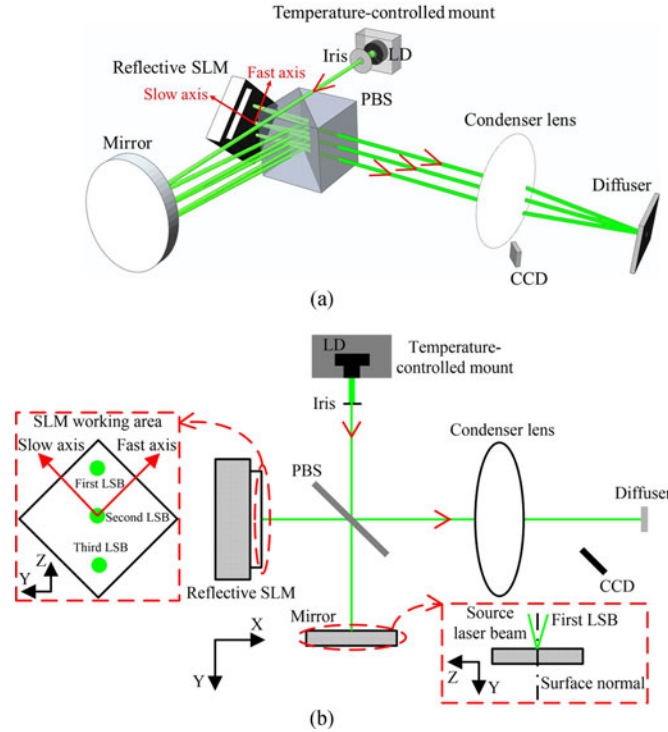 Temperature-controlled mount
Iris
LD
Reflective SLM
Fast axis
Slow axis
PBS
Condenser lens
Mirror
Diffuser
CCD
(a)
LD
Temperature-
controlled mount
Iris
SLM working area
Slow axis
Fast axis
First LSB
Second LSB
Third LSB
Z
Y
Condenser lens
PBS
Diffuser
CCD
Reflective SLM
Mirror
X
Y
Source
laser beam
First LSB
Z
Y
Surface normal
(b)